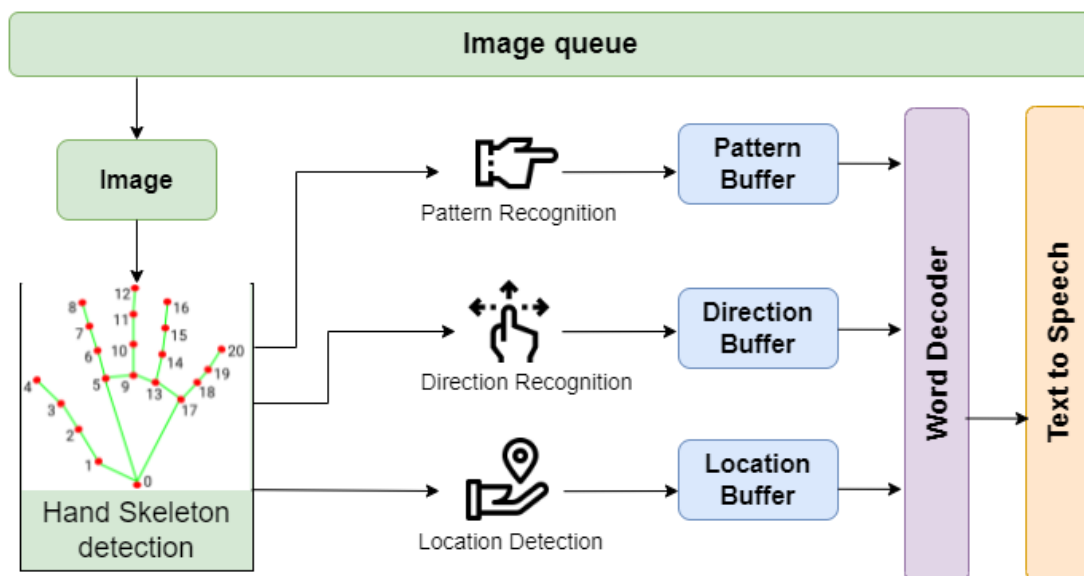 Image queue
Image
Pattern Recognition
Pattern
Buffer
Direction Recognition
Direction
Buffer
Location Detection
Location
Buffer
Word Decoder
Text to Speech
12
8
16
11
7
15
20
6
10
14
19
4
5
9
13
18
3
17
2
1
0
Hand Skeleton
detection